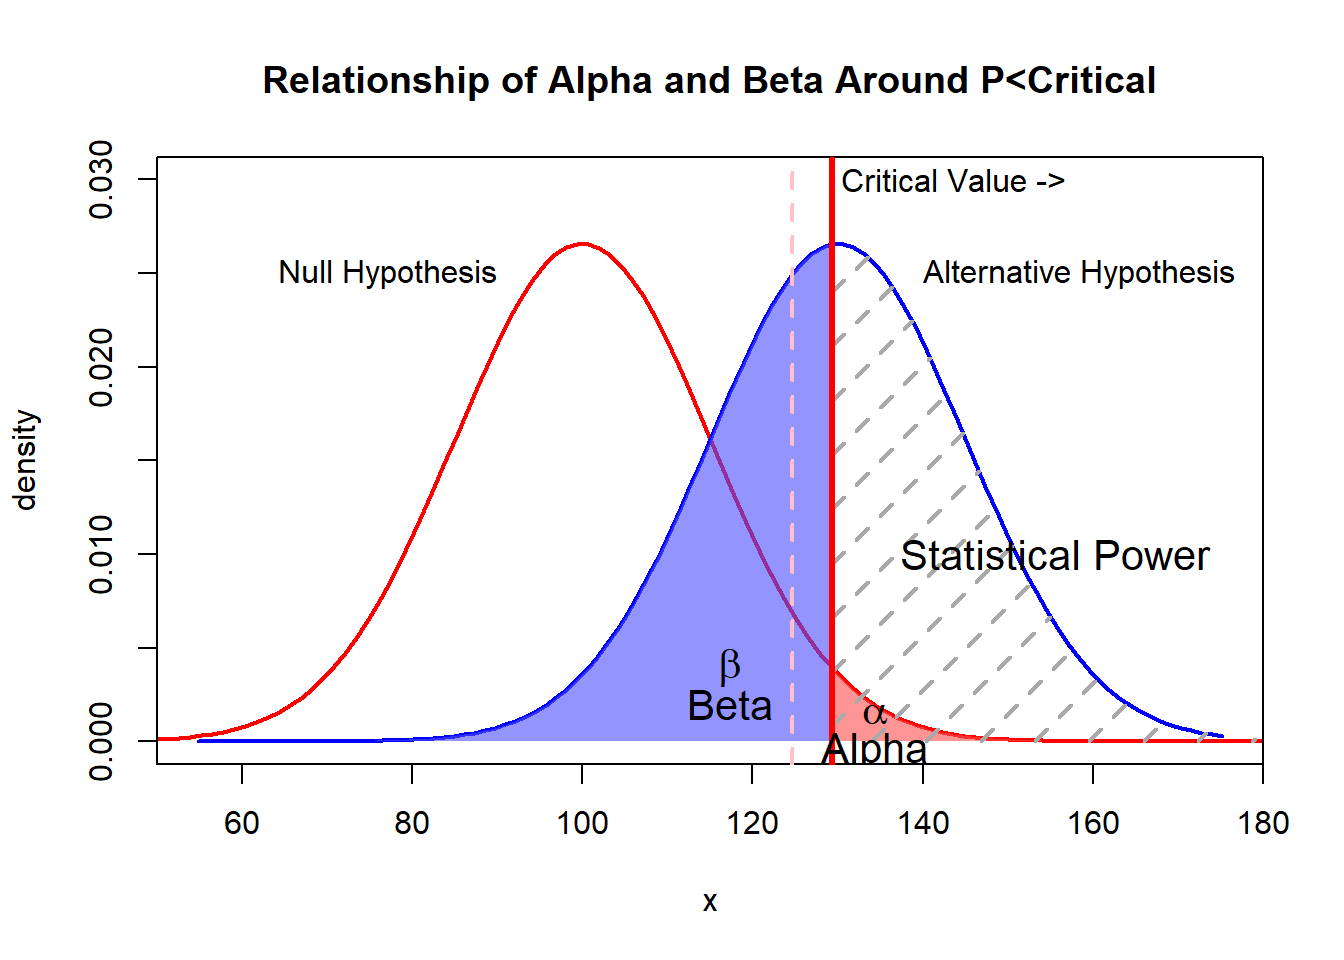 Relationship of Alpha and Beta Around P<Critical
Critical Value ->
Null Hypothesis
Alternative Hypothesis
Statistical Power
β
Beta
α
Alpha
density
0.000
0.010
0.020
0.030
60
80
100
120
140
160
180
x